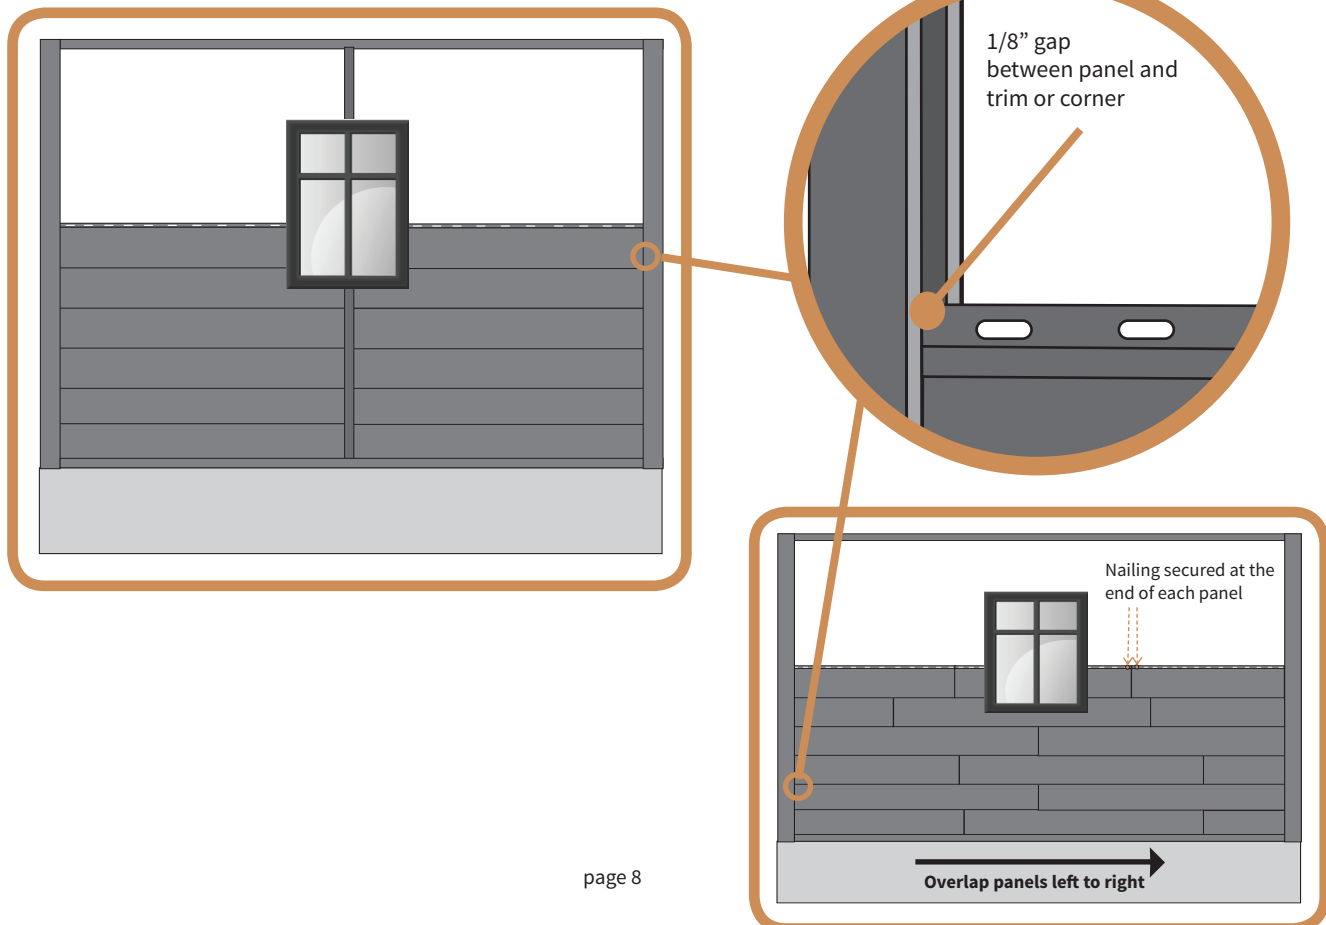 1/8” gap
between panel and
trim or corner
Nailing secured at the
end of each panel
Overlap panels left to right
page 8